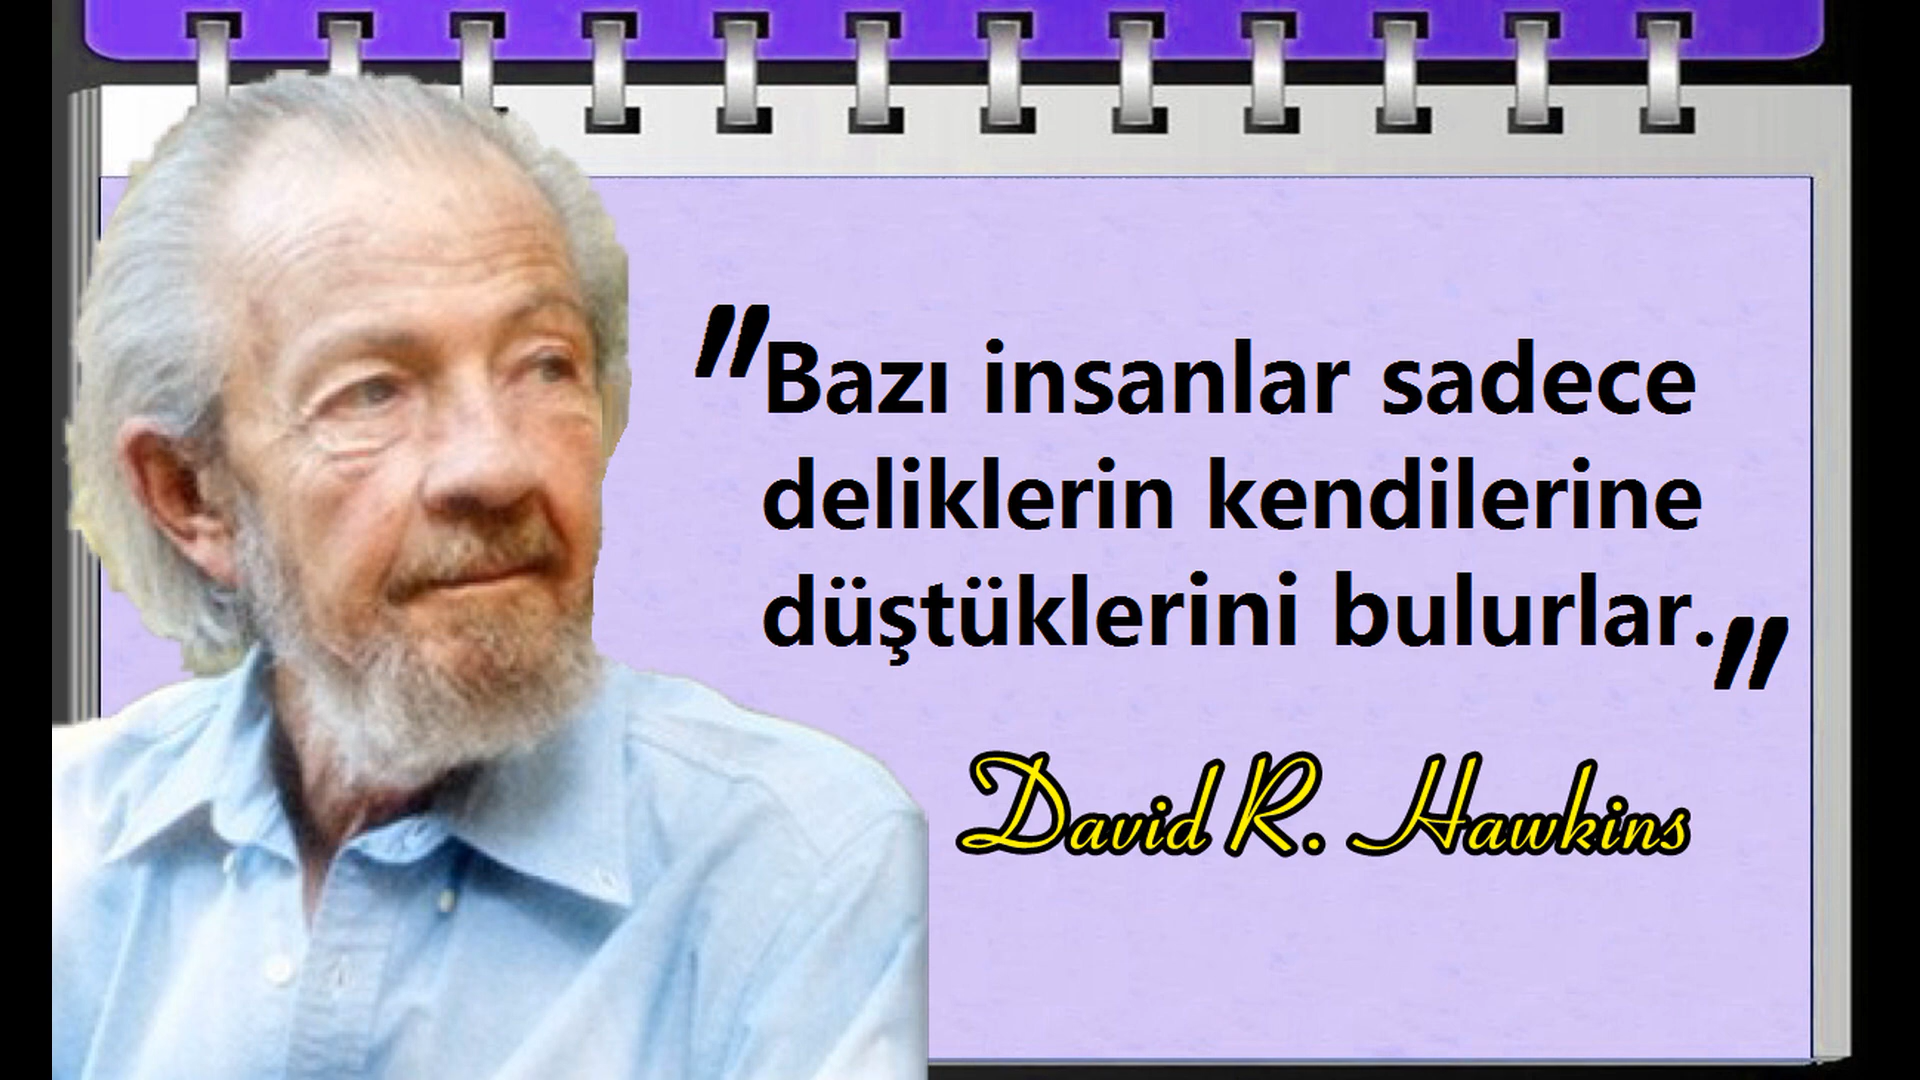 "Bazı insanlar sadece
deliklerin kendilerine
düştüklerini bulurlar."
David R. Hawkins